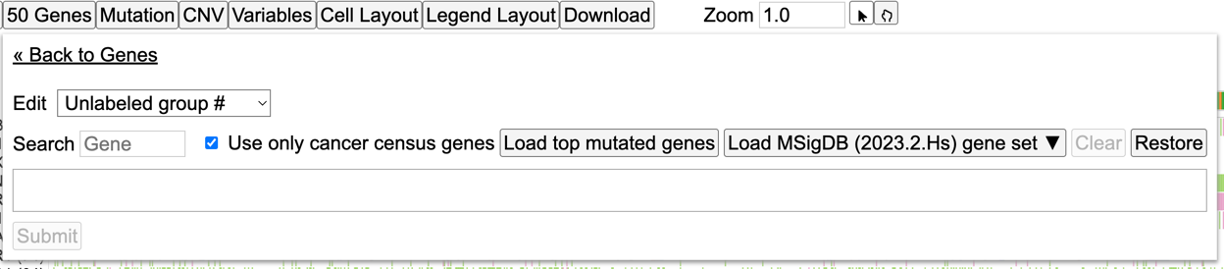 50 Genes Mutation CNV Variables Cell Layout Legend Layout Download Zoom 1.0
« Back to Genes
Edit Unlabeled group #
Search Gene Use only cancer census genes Load top mutated genes Load MSigDB (2023.2.Hs) gene set ▼ Clear Restore
Submit